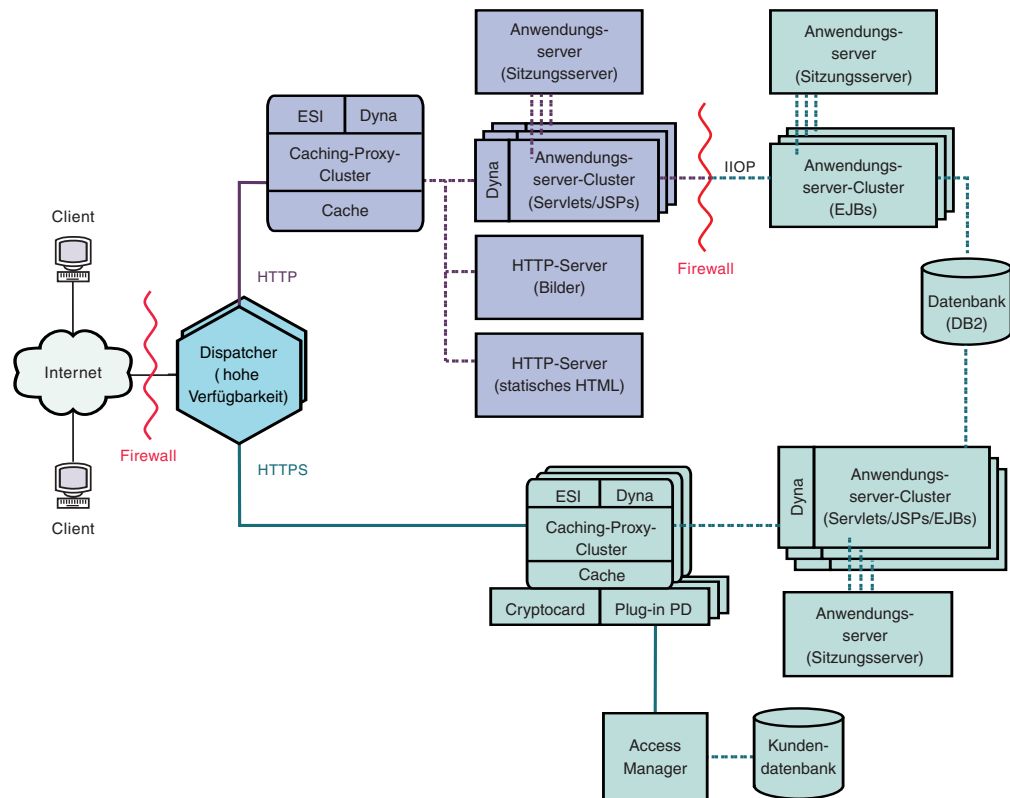 Anwendungs-
server
(Sitzungsserver)
Anwendungs-
server
(Sitzungsserver)
ESI
Dyna
Caching-Proxy-
Cluster
Cache
Dyna
Anwendungs-
server-Cluster
(Servlets/JSPs)
IIOP
Anwendungs-
server-Cluster
(EJBs)
Client
HTTP
HTTP-Server
(Bilder)
Firewall
Datenbank
(DB2)
Internet
Dispatcher
( hohe
Verfügbarkeit)
HTTP-Server
(statisches HTML)
Firewall
HTTPS
Client
ESI
Dyna
Caching-Proxy-
Cluster
Cache
Cryptocard
Plug-in PD
Dyna
Anwendungs-
server-Cluster
(Servlets/JSPs/EJBs)
Anwendungs-
server
(Sitzungsserver)
Access
Manager
Kunden-
datenbank